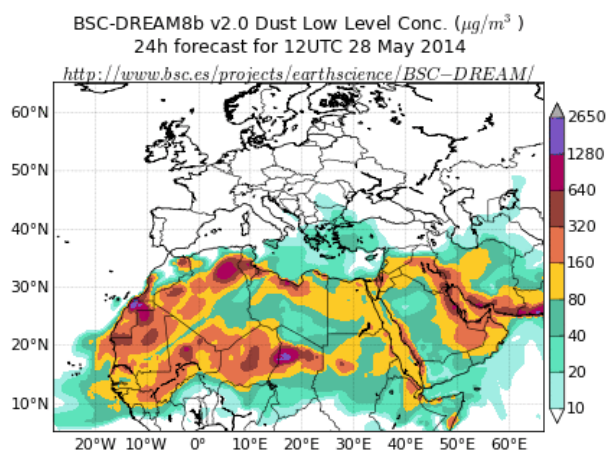 BSC-DREAM8b v2.0 Dust Low Level Conc. (μg/m³ )
24h forecast for 12UTC 28 May 2014
http://www.bsc.es/projects/earthscience/BSC−DREAM/
60°N
50°N
40°N
30°N
20°N
10°N
20°W 10°W 0° 10°E 20°E 30°E 40°E 50°E 60°E
2650
1280
640
320
160
80
40
20
10